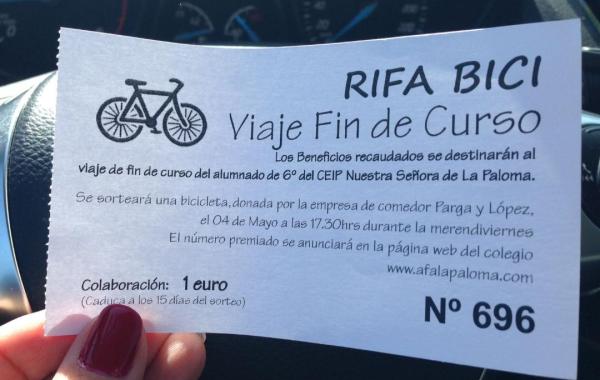 RIFA BICI
Viaje Fin de Curso
Los Beneficios recaudados se destinarán al
viaje de fin de curso del alumnado de 6º del CEIP Nuestra Señora de La Paloma.
Se sorteará una bicicleta, donada por la empresa de comedor Parga y López,
el 04 de Mayo a las 17.30hrs durante la merendiviernes
El número premiado se anunciará en la página web del colegio
www.afalapaloma.com
Colaboración: 1 euro
(Caduca a los 15 días del sorteo)
Nº 696